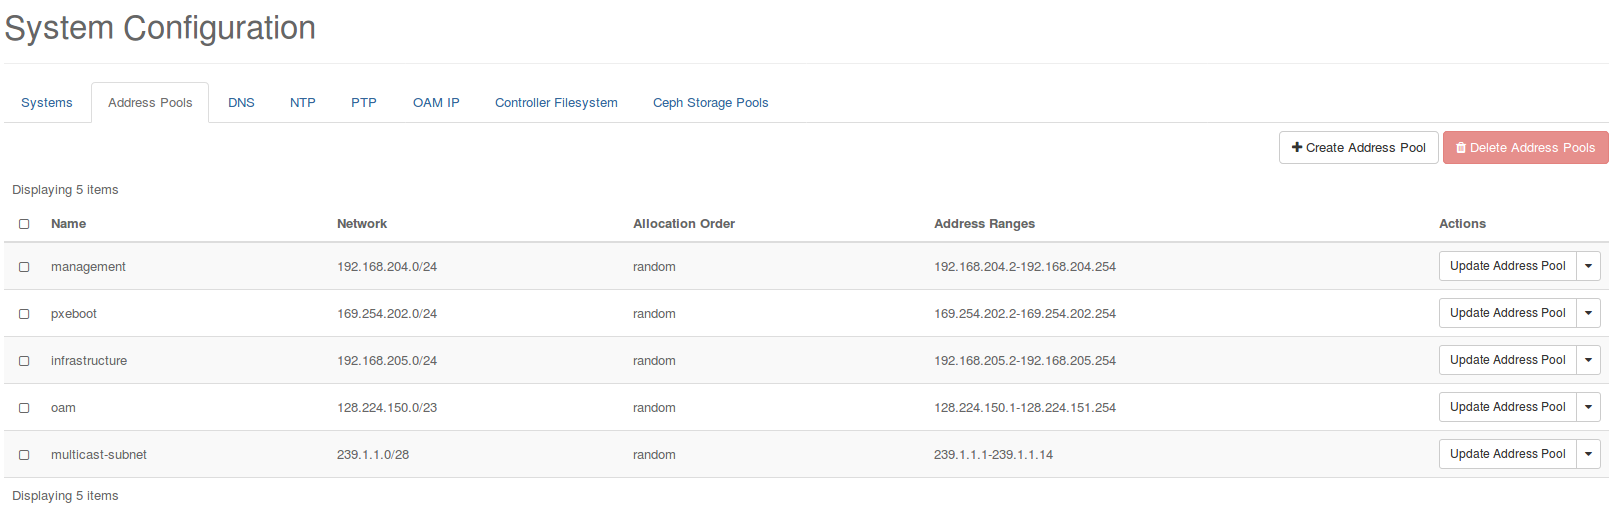 System Configuration
Systems Address Pools DNS NTP PTP OAM IP Controller Filesystem Ceph Storage Pools
Create Address Pool Delete Address Pools
Displaying 5 items
Name Network Allocation Order Address Ranges Actions
management 192.168.204.0/24 random 192.168.204.2-192.168.204.254 Update Address Pool
pxeboot 169.254.202.0/24 random 169.254.202.2-169.254.202.254 Update Address Pool
infrastructure 192.168.205.0/24 random 192.168.205.2-192.168.205.254 Update Address Pool
oam 128.224.150.0/23 random 128.224.150.1-128.224.151.254 Update Address Pool
multicast-subnet 239.1.1.0/28 random 239.1.1.1-239.1.1.14 Update Address Pool
Displaying 5 items